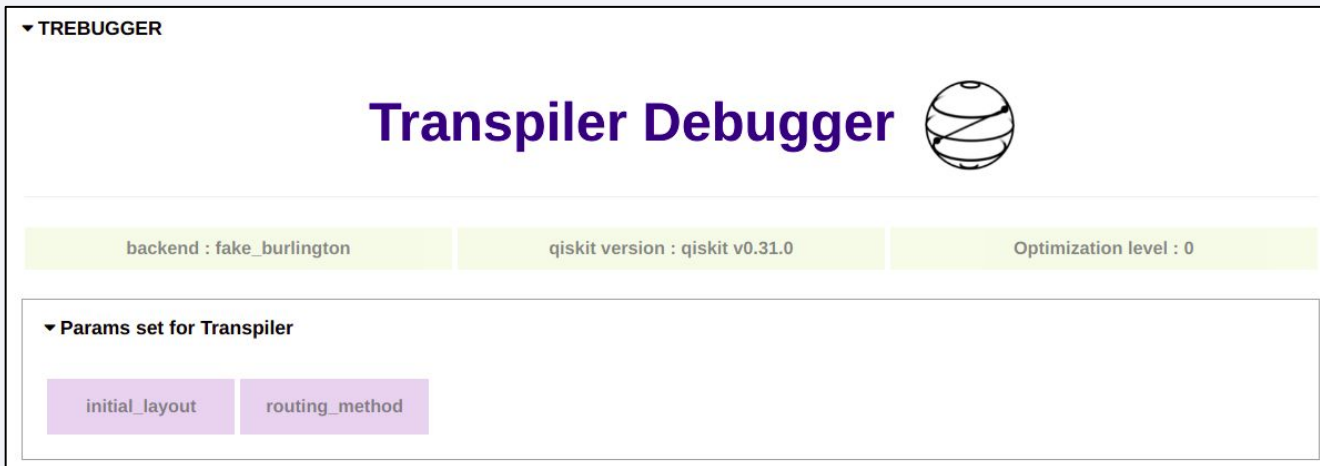 TREBUGGER
Transpiler Debugger
backend : fake_burlington
qiskit version : qiskit v0.31.0
Optimization level : 0
Params set for Transpiler
initial_layout
routing_method